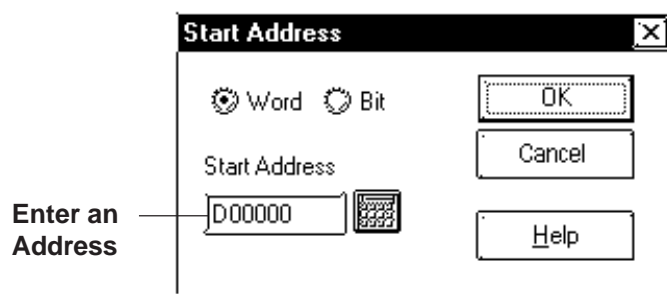 Start Address
Word Bit
OK
Cancel
Start Address
D00000
Enter an
Address
Help